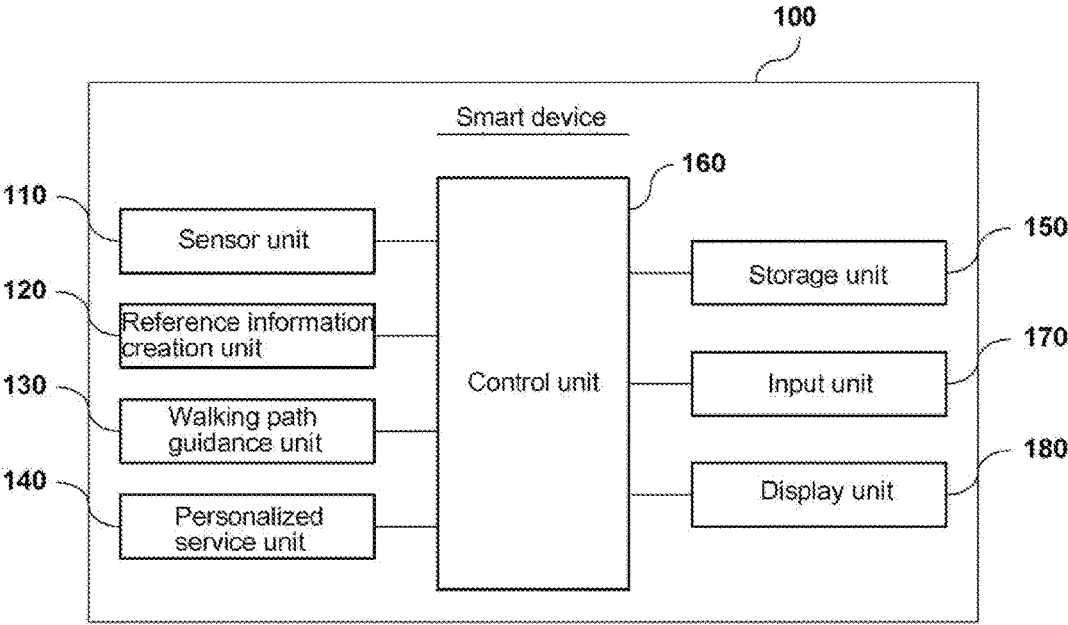 100
Smart device
160
110
Sensor unit
150
Storage unit
120
Reference information
creation unit
170
Control unit
Input unit
130
Walking path
guidance unit
180
Display unit
140
Personalized
service unit